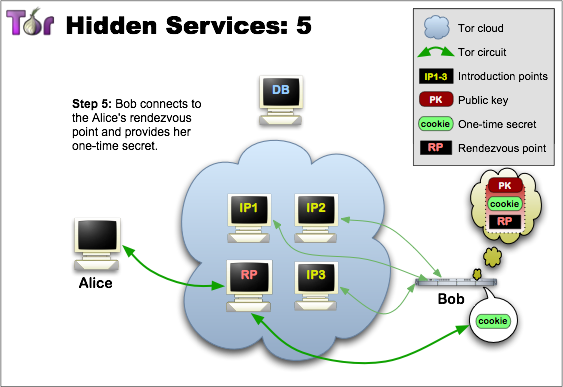 Tor Hidden Services: 5
Tor cloud
Tor circuit
IP1-3 Introduction points
PK Public key
cookie One-time secret
RP Rendezvous point
Step 5: Bob connects to
the Alice's rendezvous
point and provides her
one-time secret.
DB
PK
cookie
RP
IP1 IP2
RP IP3
Alice
Bob
cookie